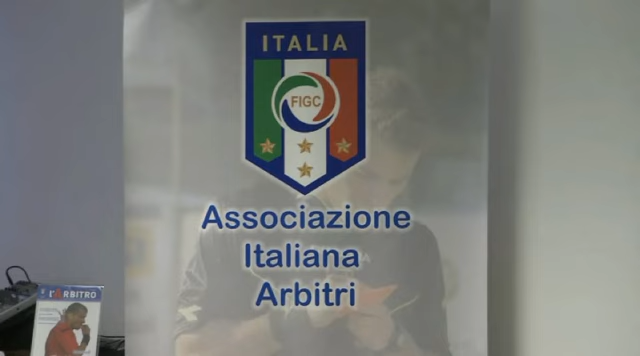 ITALIA
FIGC
Associazione
Italiana
Arbitri
L'ARBITRO